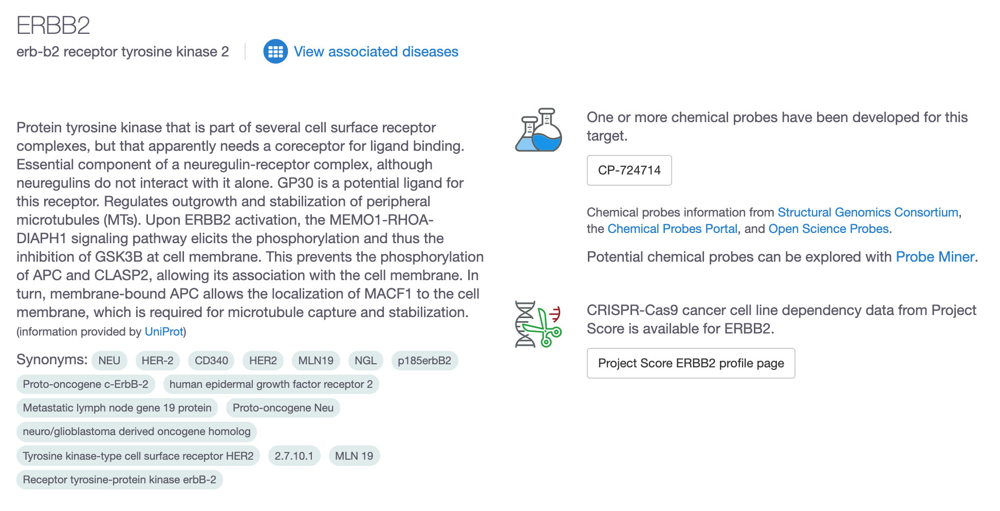 ERBB2
erb-b2 receptor tyrosine kinase 2
View associated diseases
Protein tyrosine kinase that is part of several cell surface receptor
complexes, but that apparently needs a coreceptor for ligand binding.
Essential component of a neuregulin-receptor complex, although
neuregulins do not interact with it alone. GP30 is a potential ligand for
this receptor. Regulates outgrowth and stabilization of peripheral
microtubules (MTs). Upon ERBB2 activation, the MEMO1-RHOA-
DIAPH1 signaling pathway elicits the phosphorylation and thus the
inhibition of GSK3B at cell membrane. This prevents the phosphorylation
of APC and CLASP2, allowing its association with the cell membrane. In
turn, membrane-bound APC allows the localization of MACF1 to the cell
membrane, which is required for microtubule capture and stabilization.
(information provided by UniProt)
Synonyms: NEU HER-2 CD340 HER2 MLN19 NGL p185erbB2
Proto-oncogene c-ErbB-2 human epidermal growth factor receptor 2
Metastatic lymph node gene 19 protein Proto-oncogene Neu
neuro/glioblastoma derived oncogene homolog
Tyrosine kinase-type cell surface receptor HER2 2.7.10.1 MLN 19
Receptor tyrosine-protein kinase erbB-2
One or more chemical probes have been developed for this
target.
CP-724714
Chemical probes information from Structural Genomics Consortium,
the Chemical Probes Portal, and Open Science Probes.
Potential chemical probes can be explored with Probe Miner.
CRISPR-Cas9 cancer cell line dependency data from Project
Score is available for ERBB2.
Project Score ERBB2 profile page